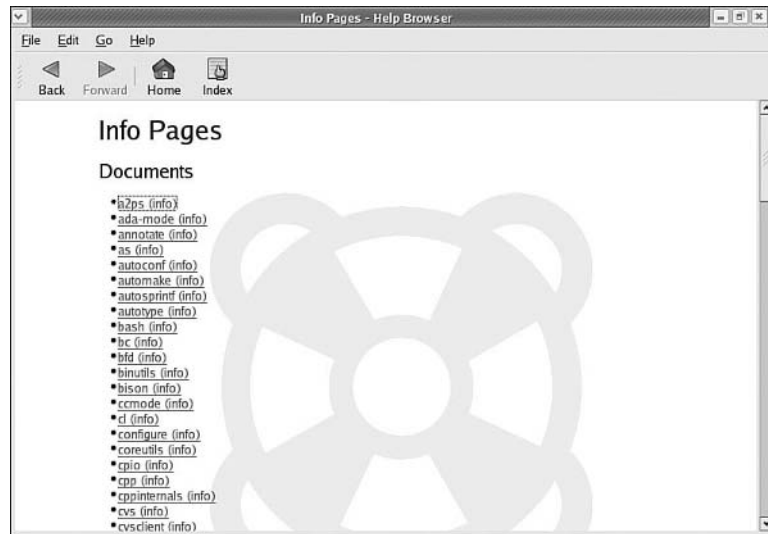 Info Pages - Help Browser
File Edit Go Help
Back Forward Home Index
Info Pages
Documents
a2ps (info)
ada-mode (info)
annotate (info)
as (info)
autoconf (info)
automake (info)
autosprintf (info)
autotype (info)
bash (info)
bc (info)
bfd (info)
binutils (info)
bison (info)
ccmode (info)
cl (info)
configure (info)
coreutils (info)
cpio (info)
cpp (info)
cppinternals (info)
cvs (info)
cvsclient (info)